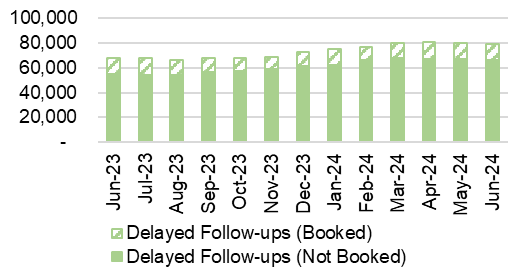 100,000
80,000
60,000
40,000
20,000
-
Jun-23 Jul-23 Aug-23 Sep-23 Oct-23 Nov-23 Dec-23 Jan-24 Feb-24 Mar-24 Apr-24 May-24 Jun-24
Delayed Follow-ups (Booked)
Delayed Follow-ups (Not Booked)